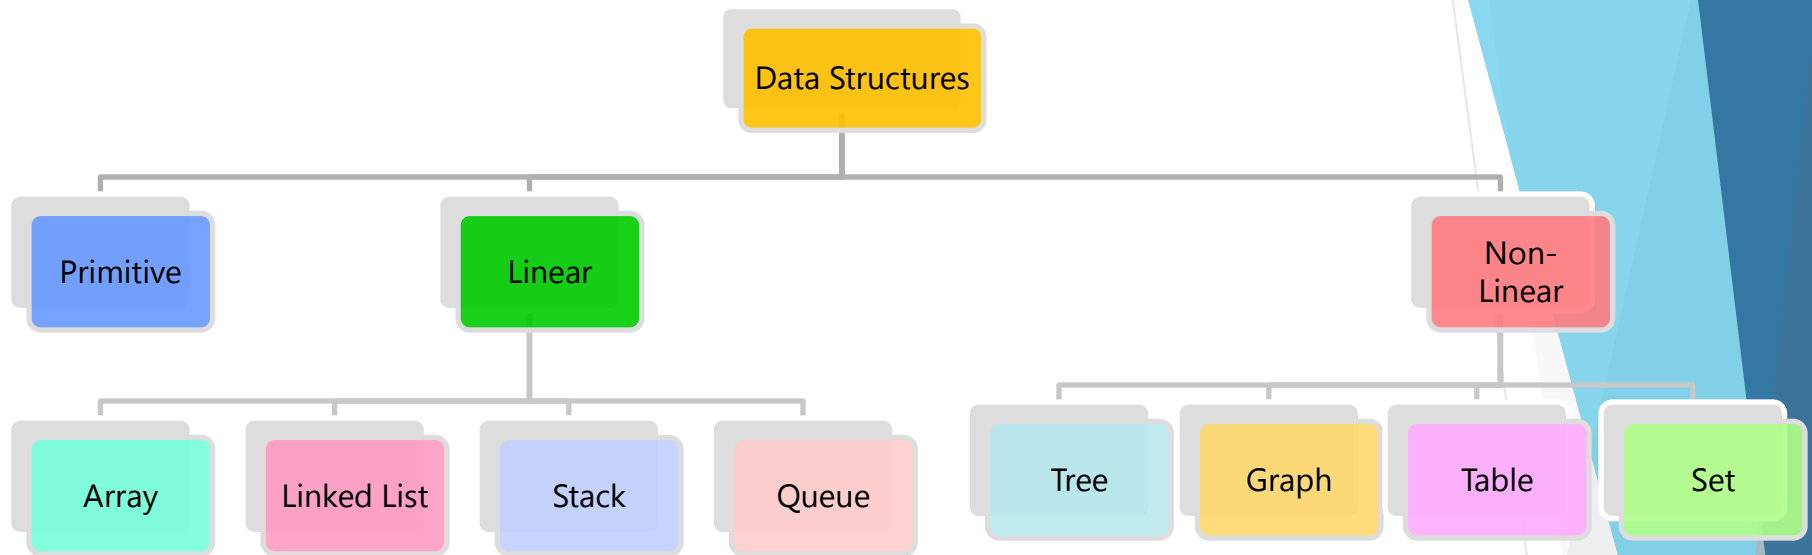 Data Structures
Primitive
Linear
Non-
Linear
Array
Linked List
Stack
Queue
Tree
Graph
Table
Set